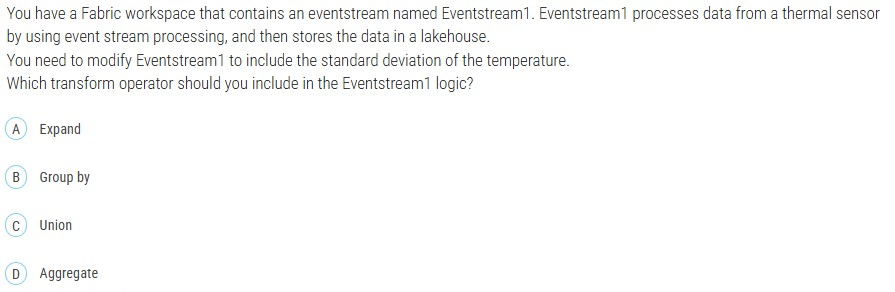 You have a Fabric workspace that contains an eventstream named Eventstream1. Eventstream1 processes data from a thermal sensor
by using event stream processing, and then stores the data in a lakehouse.
You need to modify Eventstream1 to include the standard deviation of the temperature.
Which transform operator should you include in the Eventstream1 logic?
A Expand
B Group by
C Union
D Aggregate